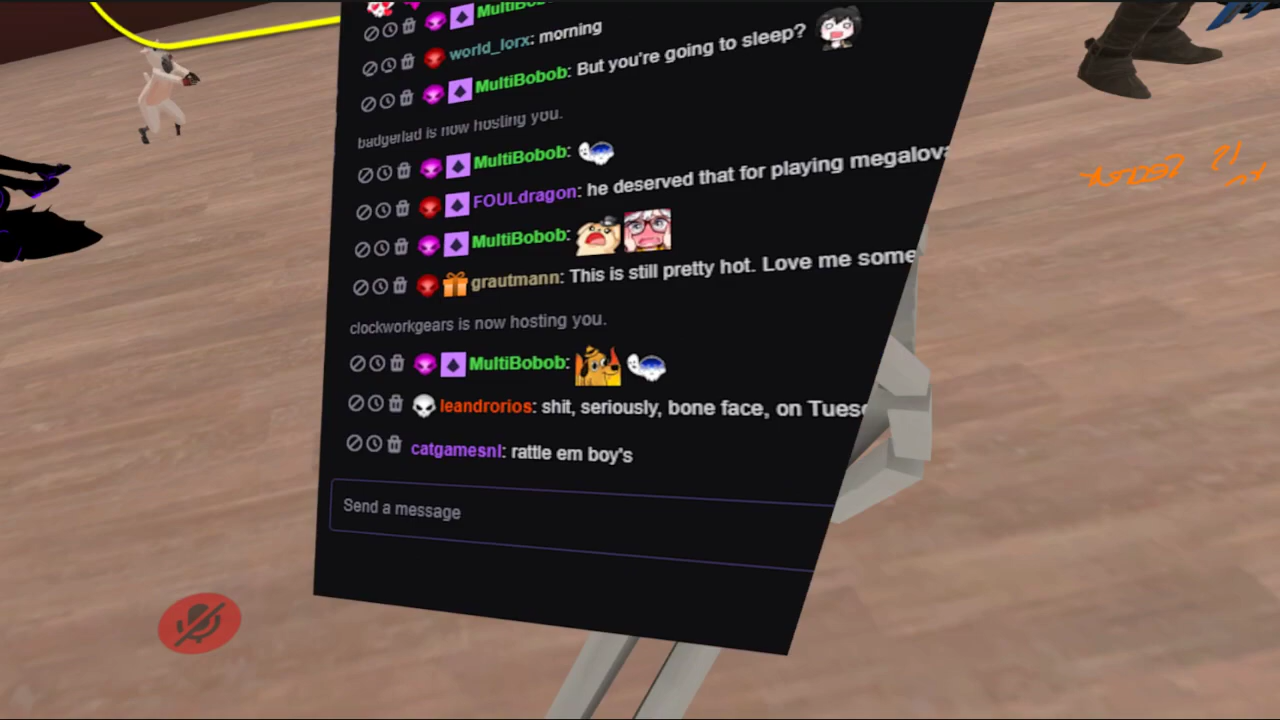 MultiBo
world_lorx: morning
MultiBobob: But you're going to sleep?
badgerlad is now hosting you.
MultiBobob:
FOULdragon: he deserved that for playing megalov
MultiBobob:
grautmann: This is still pretty hot. Love me some
clockworkgears is now hosting you.
MultiBobob:
leandrorios: shit, seriously, bone face, on Tues
catgamesnl: rattle em boy's
Send a message